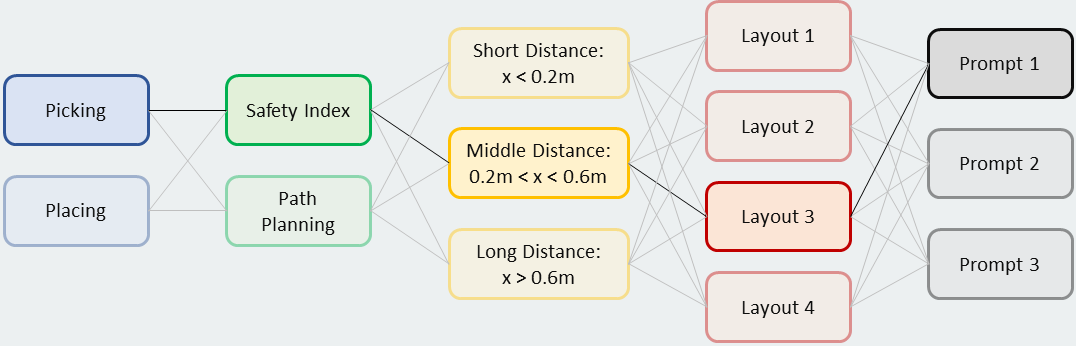 Picking
Placing
Safety Index
Path
Planning
Short Distance:
x < 0.2m
Middle Distance:
0.2m < x < 0.6m
Long Distance:
x > 0.6m
Layout 1
Layout 2
Layout 3
Layout 4
Prompt 1
Prompt 2
Prompt 3